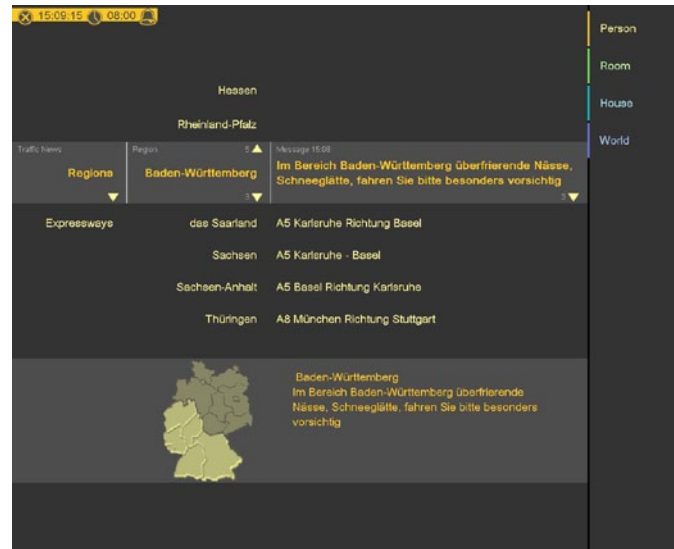 15:09:15 08:00
Person
Room
Hessen
House
Rheinland-Pfalz
World
Traffic News
Region 5
Message 15:08
Regions
Baden-Württemberg
Im Bereich Baden-Württemberg überfrierende Nässe,
Schneeglätte, fahren Sie bitte besonders vorsichtig
3
3
Expressways
das Saarland
A5 Karlsruhe Richtung Basel
Sachsen
A5 Karlsruhe - Basel
Sachsen-Anhalt
A5 Basel Richtung Karlsruhe
Thüringen
A8 München Richtung Stuttgart
Baden-Württemberg
Im Bereich Baden-Württemberg überfrierende
Nässe, Schneeglätte, fahren Sie bitte besonders
vorsichtig